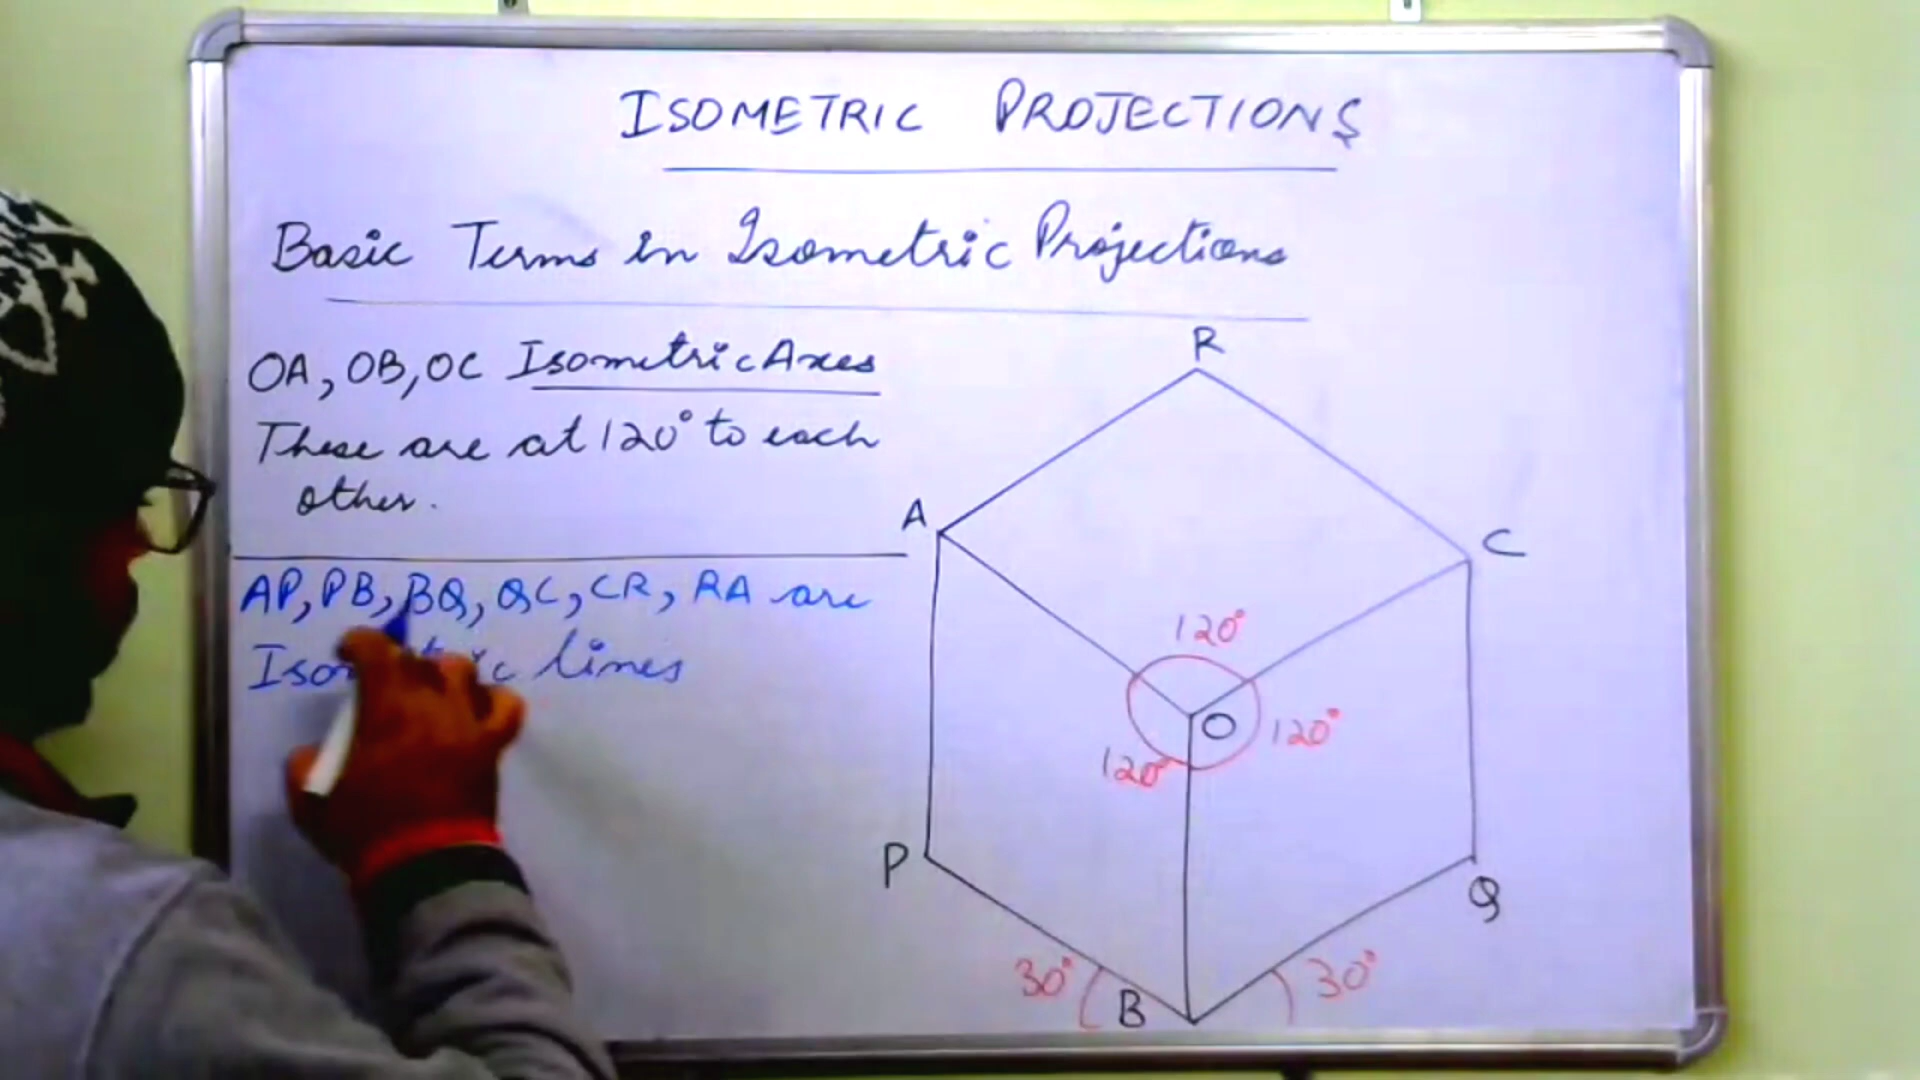 ISOMETRIC PROJECTIONS
Basic Terms in Isometric Projections
OA, OB, OC Isometric Axes
These are at 120° to each
other.
AP, PB, BQ, QC, CR, RA are
lines
R
A
C
120°
O
120°
120°
P
Q
30°
B
30°